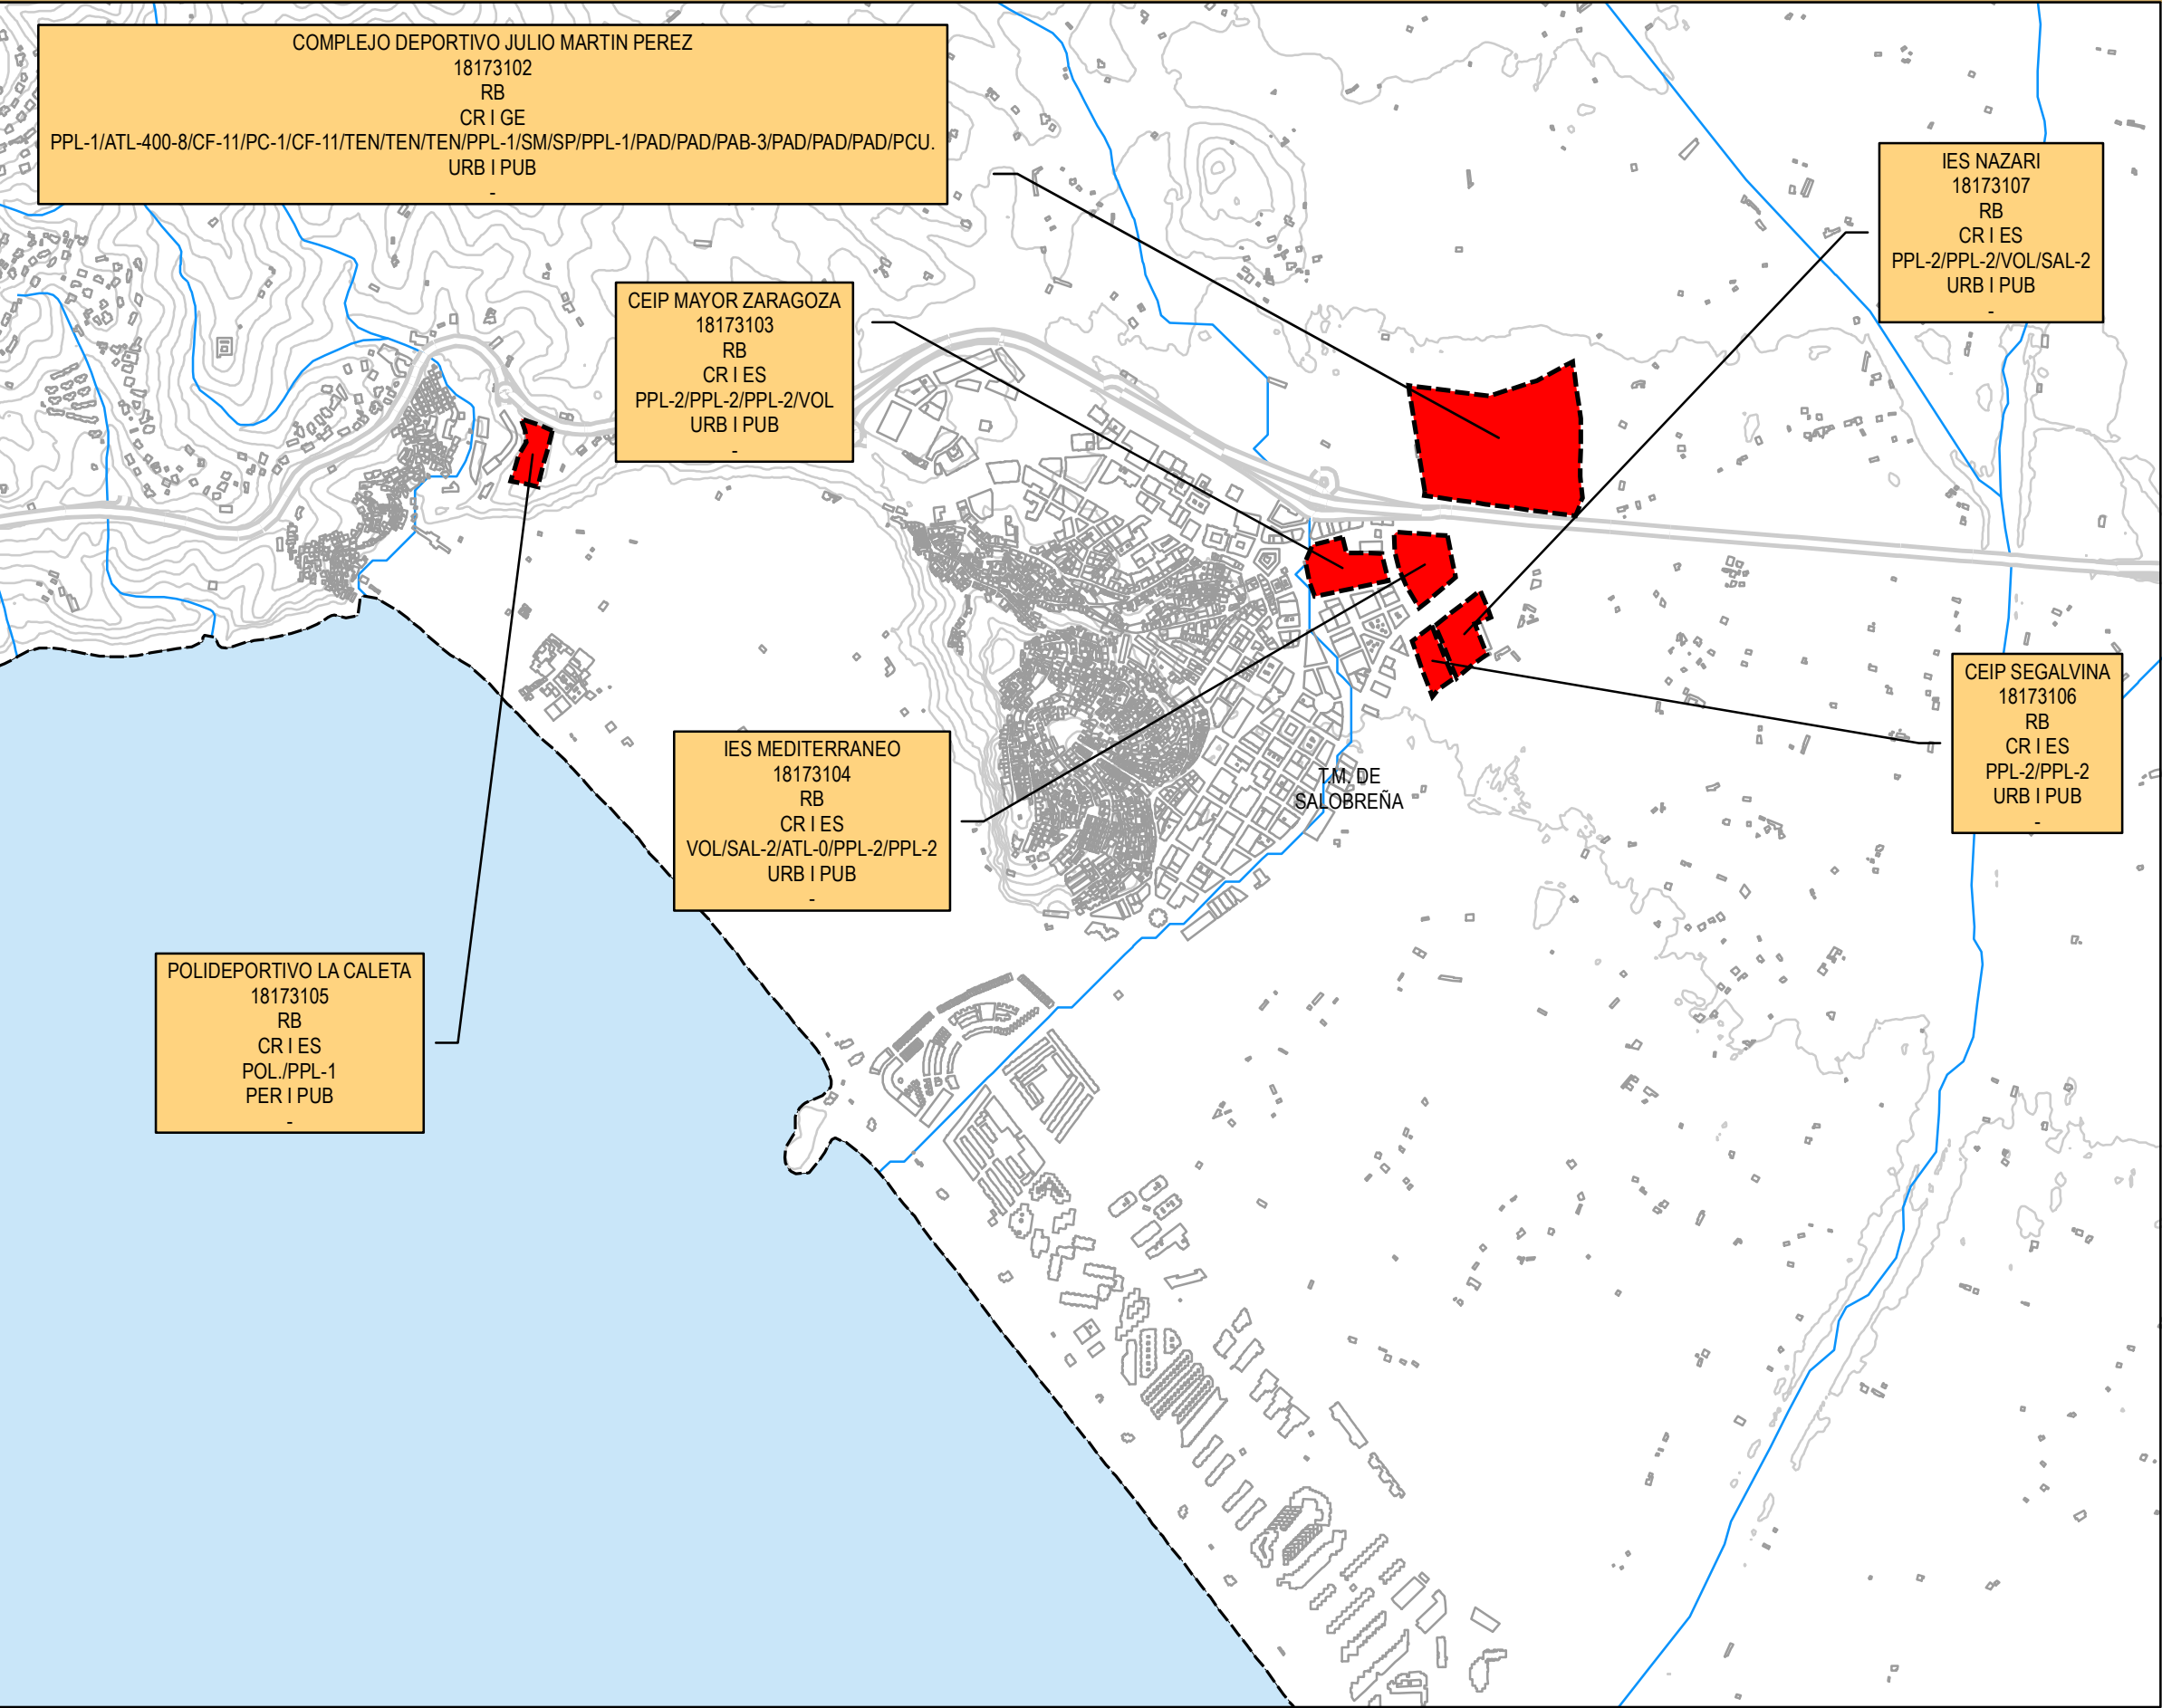 COMPLEJO DEPORTIVO JULIO MARTIN PEREZ
18173102
RB
CR I GE
PPL-1/ATL-400-8/CF-11/PC-1/CF-11/TEN/TEN/TEN/PPL-1/SM/SP/PPL-1/PAD/PAD/PAB-3/PAD/PAD/PAD/PCU.
URB I PUB
-
IES NAZARI
18173107
RB
CR I ES
PPL-2/PPL-2/VOL/SAL-2
URB I PUB
-
CEIP MAYOR ZARAGOZA
18173103
RB
CR I ES
PPL-2/PPL-2/PPL-2/VOL
URB I PUB
-
CEIP SEGALVINA
18173106
RB
CR I ES
PPL-2/PPL-2
URB I PUB
-
IES MEDITERRANEO
18173104
RB
CR I ES
VOL/SAL-2/ATL-0/PPL-2/PPL-2
URB I PUB
-
T.M. DE
SALOBREÑA
POLIDEPORTIVO LA CALETA
18173105
RB
CR I ES
POL./PPL-1
PER I PUB
-